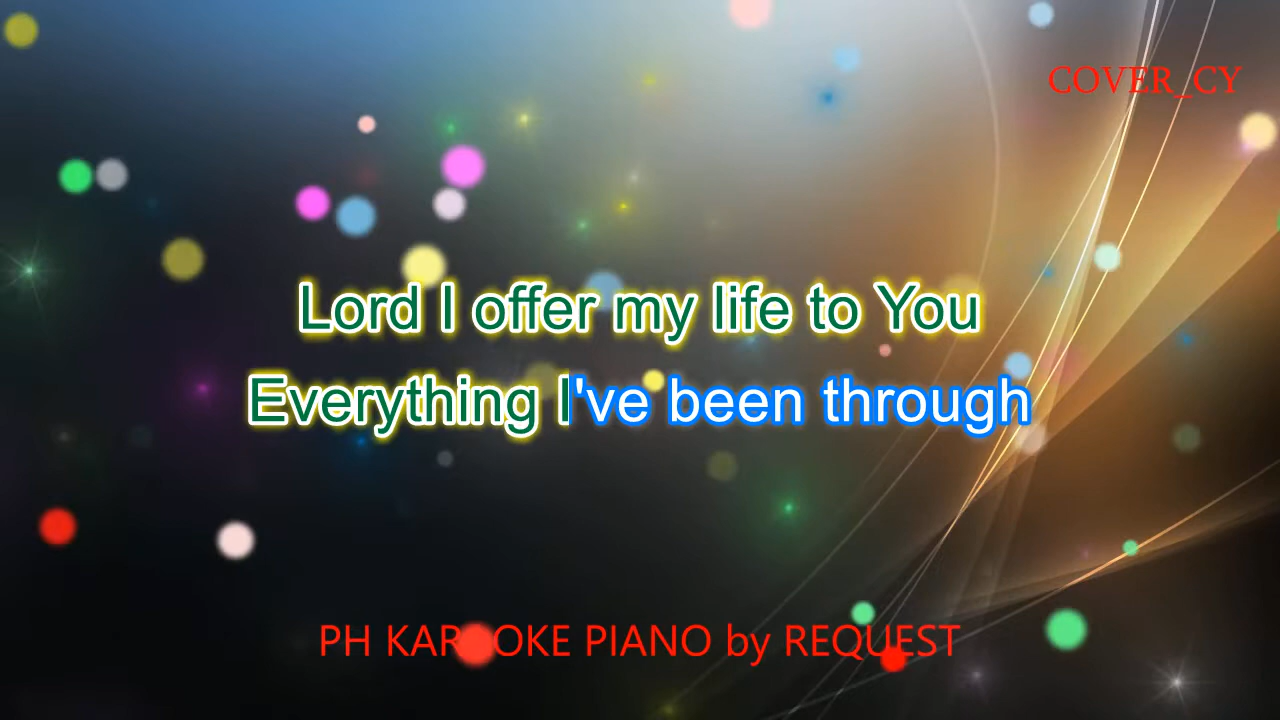 COVER_CY
Lord I offer my life to You
Everything I've been through
PH KARAOKE PIANO by REQUEST